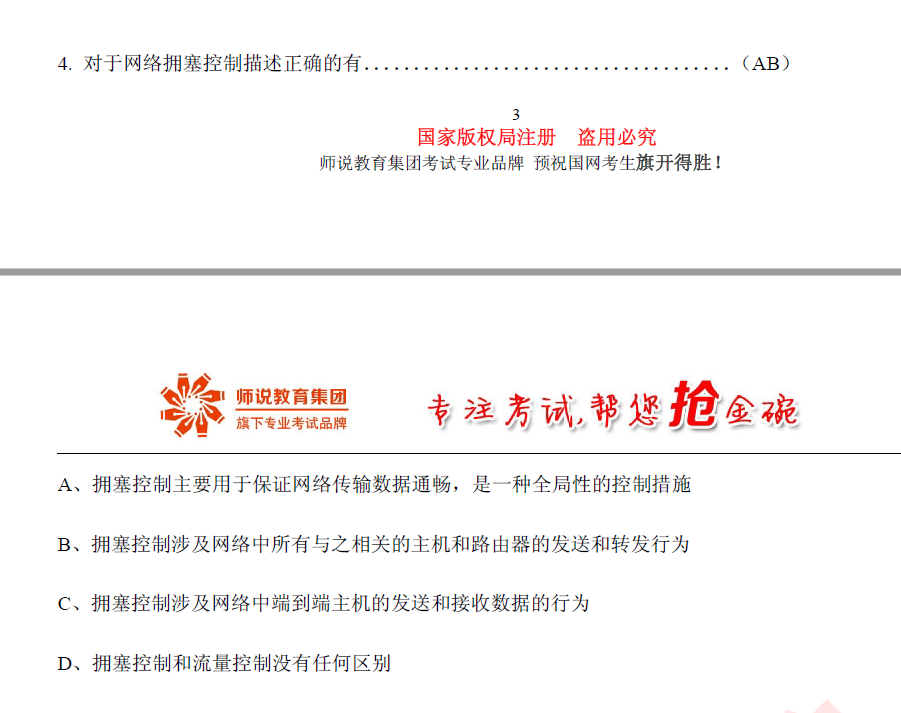 4. 对于网络拥塞控制描述正确的有.....................................（AB）
3
国家版权局注册 盗用必究
师说教育集团考试专业品牌 预祝国网考生旗开得胜！
师说教育集团
旗下专业考试品牌
专注考试,帮您抢金碗
A、拥塞控制主要用于保证网络传输数据通畅，是一种全局性的控制措施
B、拥塞控制涉及网络中所有与之相关的主机和路由器的发送和转发行为
C、拥塞控制涉及网络中端到端主机的发送和接收数据的行为
D、拥塞控制和流量控制没有任何区别